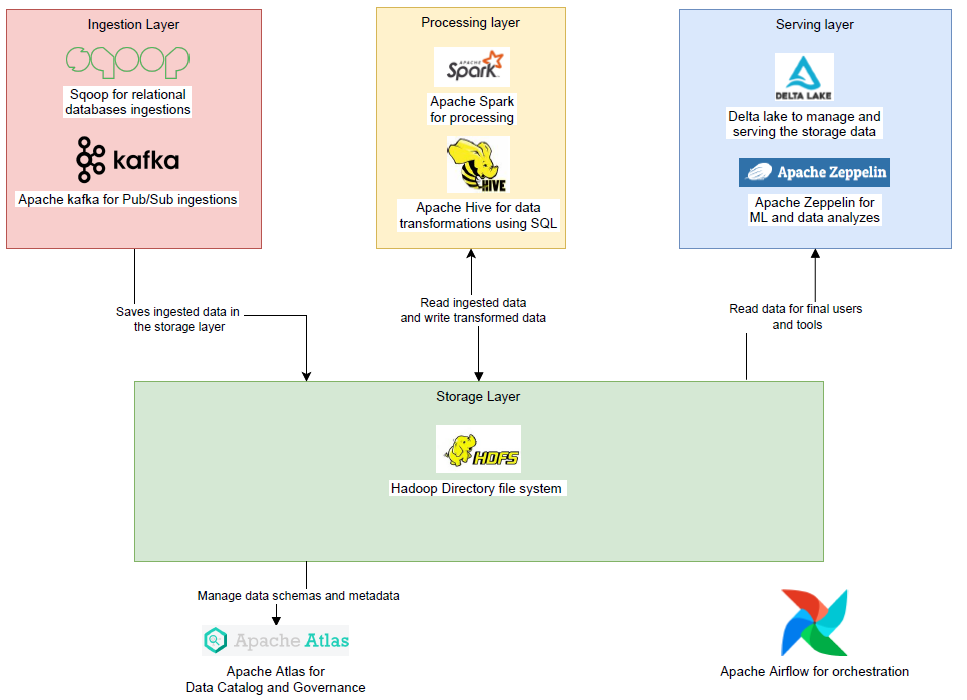 Ingestion Layer
sqoop
Sqoop for relational
databases ingestions
kafka
Apache kafka for Pub/Sub ingestions
Processing layer
APACHE
Spark
Apache Spark
for processing
HIVE
Apache Hive for data
transformations using SQL
Serving layer
DELTA LAKE
Delta lake to manage and
serving the storage data
Apache Zeppelin
Apache Zeppelin for
ML and data analyzes
Saves ingested data in
the storage layer
Read ingested data
and write transformed data
Read data for final users
and tools
Storage Layer
HDFS
Hadoop Directory file system
Manage data schemas and metadata
Apache Atlas
Apache Atlas for
Data Catalog and Governance
Apache Airflow for orchestration